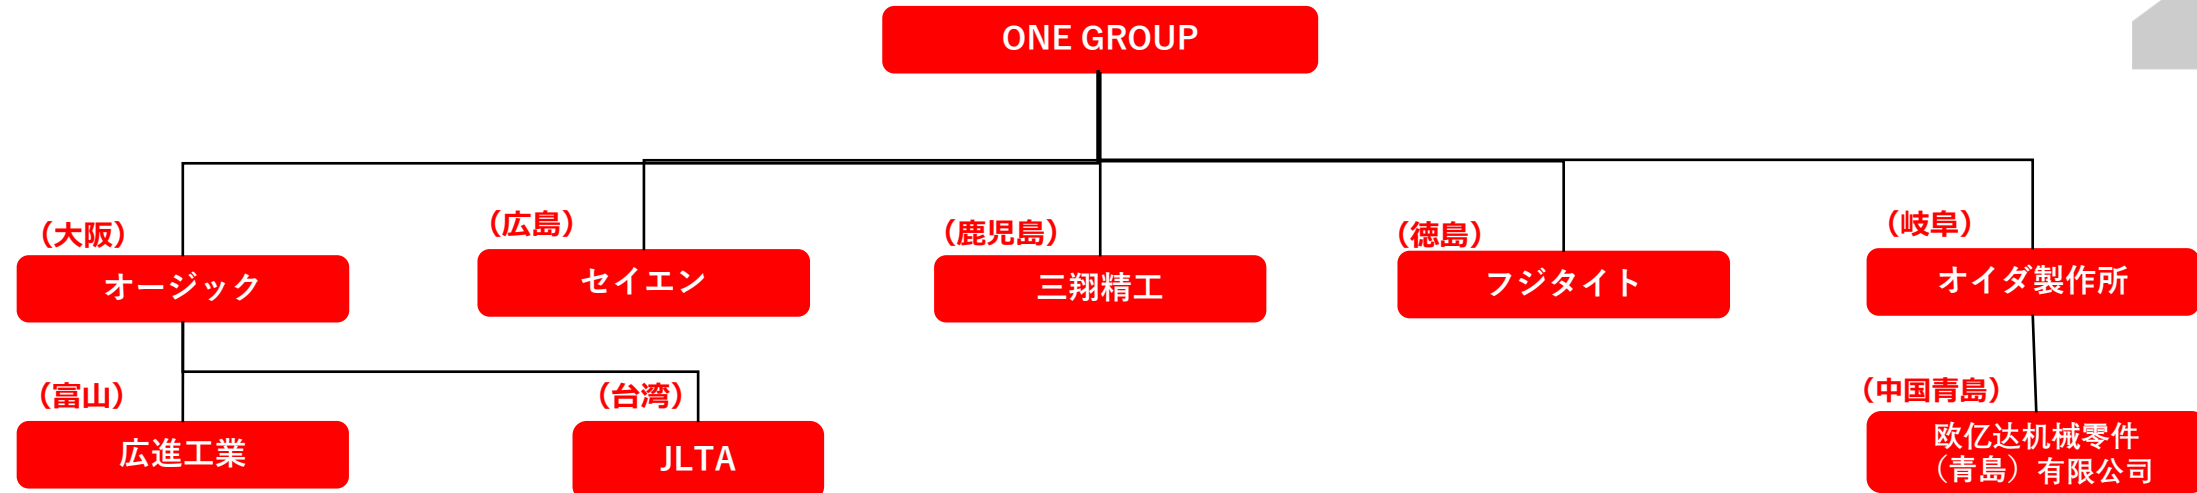 ONE GROUP
（大阪）
オージック
（広島）
セイエン
（鹿児島）
三翔精工
（徳島）
フジタイト
（岐阜）
オイダ製作所
（富山）
広進工業
（台湾）
JLTA
（中国青島）
欧亿达机械零件
（青島）有限公司